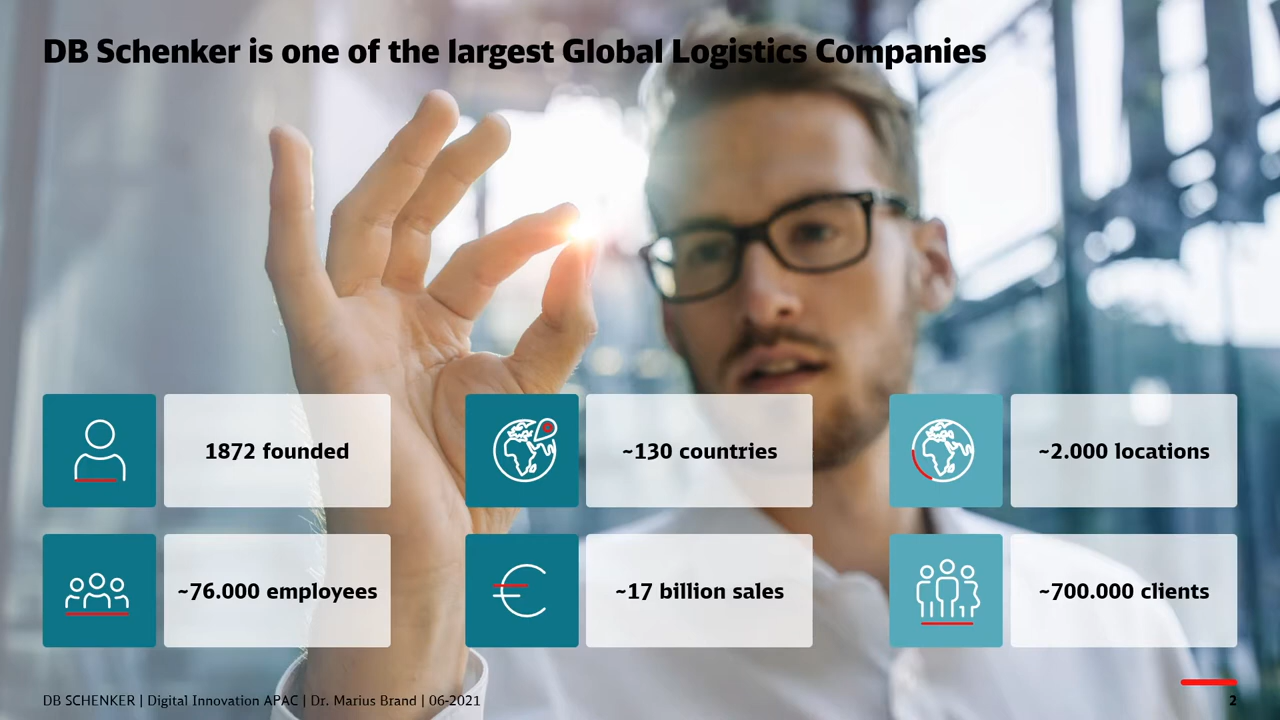 DB Schenker is one of the largest Global Logistics Companies
1872 founded
~130 countries
~2.000 locations
~76.000 employees
~17 billion sales
~700.000 clients
DB SCHENKER | Digital Innovation APAC | Dr. Marius Brand | 06-2021
2